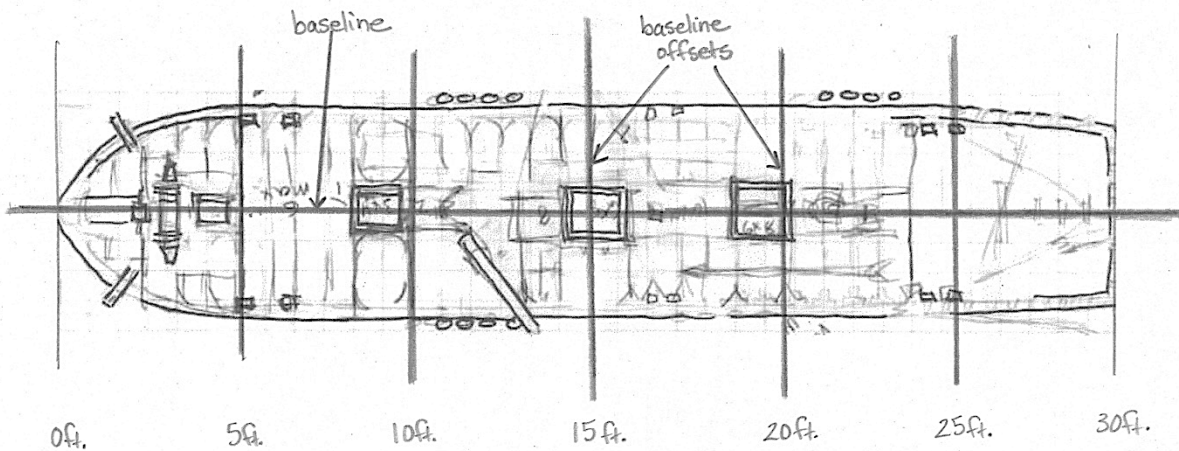 baseline
baseline
offsets
0ft.
5ft.
10ft.
15ft.
20ft.
25ft.
30ft.